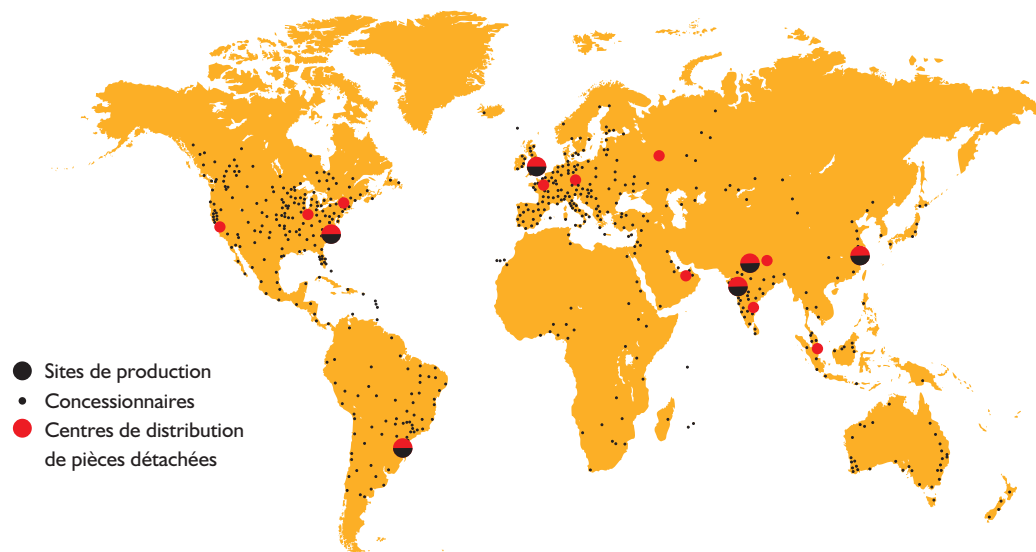 Sites de production
Concessionnaires
Centres de distribution
de pièces détachées